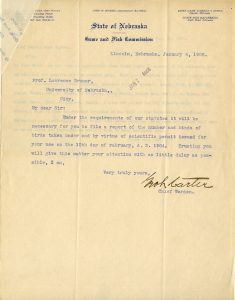 State of Nebraska
Game and Fish Commission
Lincoln, Nebraska, January 4, 1905.
Prof. Lawrence Bruner,
University of Nebraska,
City.
My dear Sir:
Under the requirements of our statutes it will be
necessary for you to file a report of the number and kinds of
birds taken under and by virtue of scientific permit issued for
your use on the 10th day of February, A. D. 1904. Trusting you
will give this matter your attention with as little delay as pos-
sible, I am,
Very truly yours,
Carter
Chief Warden.